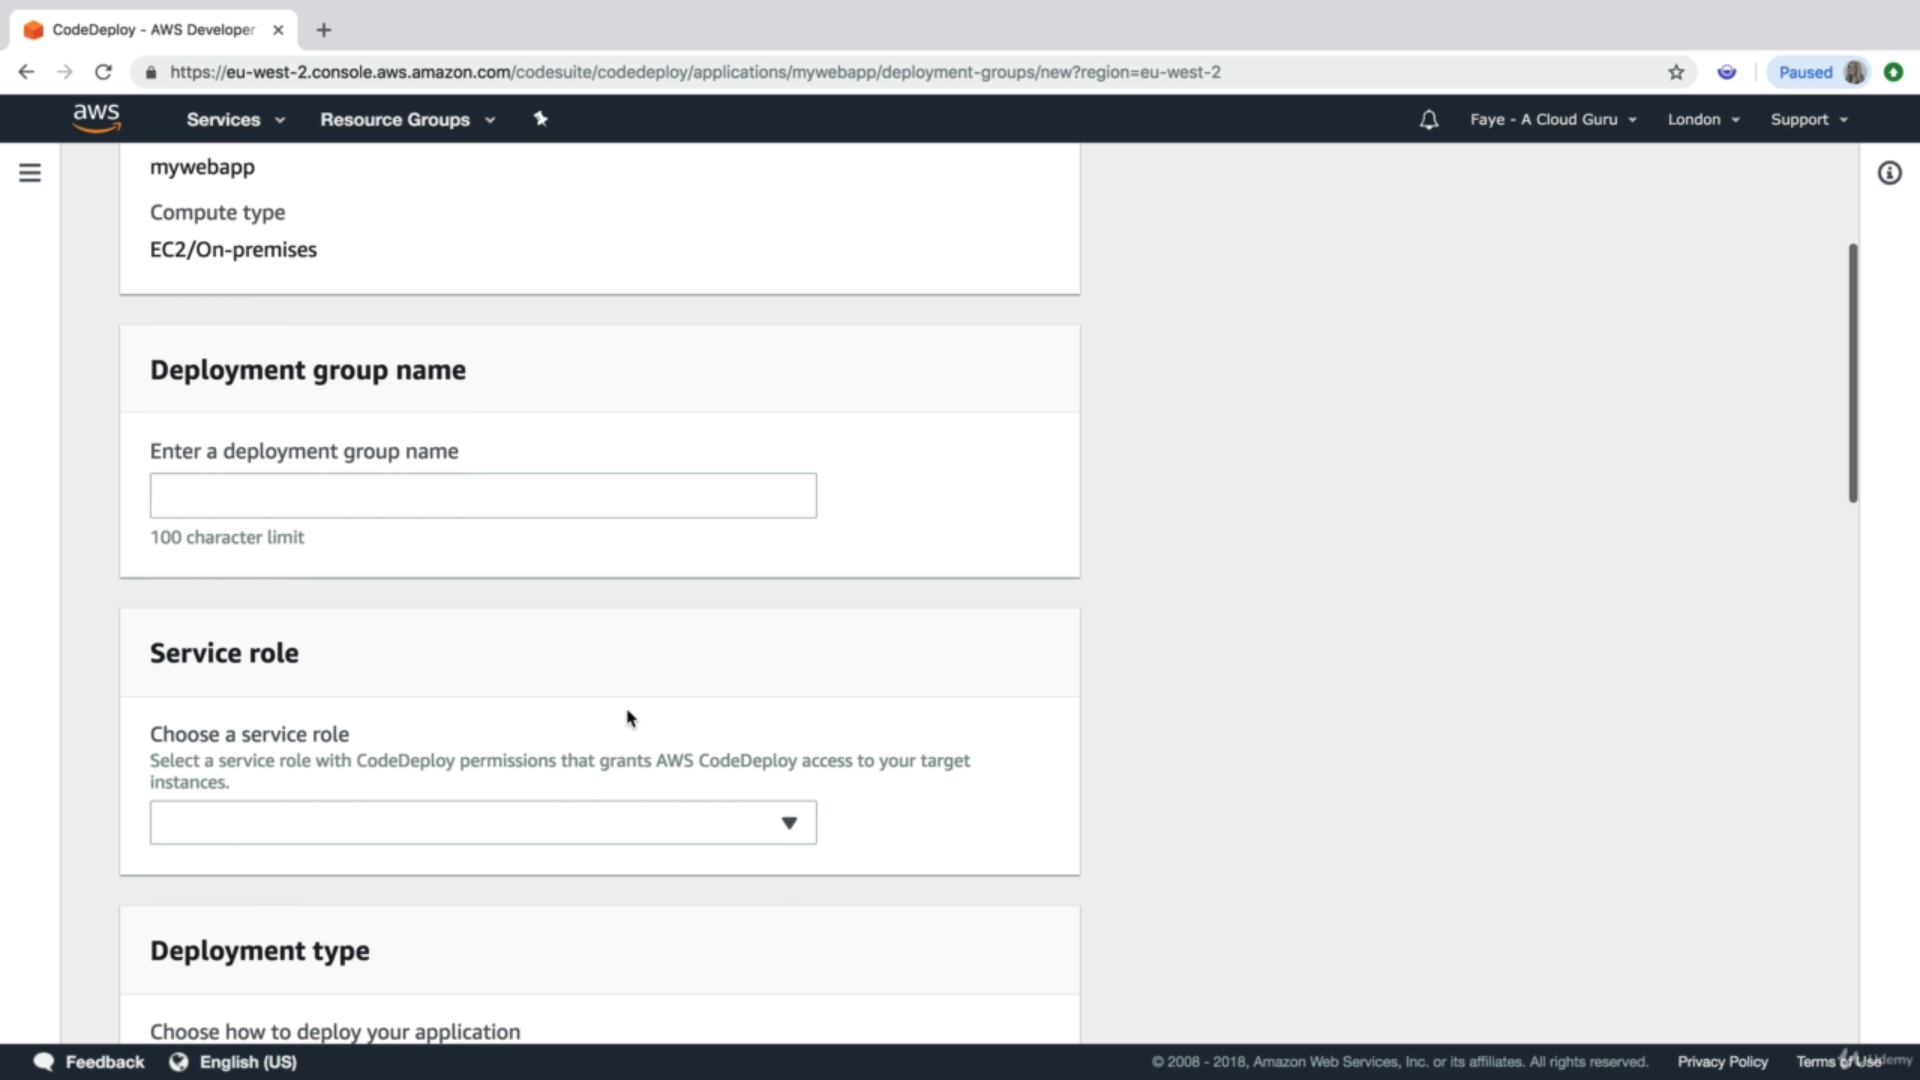 CodeDeploy - AWS Developer
https://eu-west-2.console.aws.amazon.com/codesuite/codedeploy/applications/mywebapp/deployment-groups/new?region=eu-west-2
Paused
aws
Services
Resource Groups
Faye - A Cloud Guru
London
Support
mywebapp
Compute type
EC2/On-premises
Deployment group name
Enter a deployment group name
100 character limit
Service role
Choose a service role
Select a service role with CodeDeploy permissions that grants AWS CodeDeploy access to your target
instances.
Deployment type
Choose how to deploy your application
Feedback
English (US)
© 2008 - 2018, Amazon Web Services, Inc. or its affiliates. All rights reserved.
Privacy Policy
Terms of Use